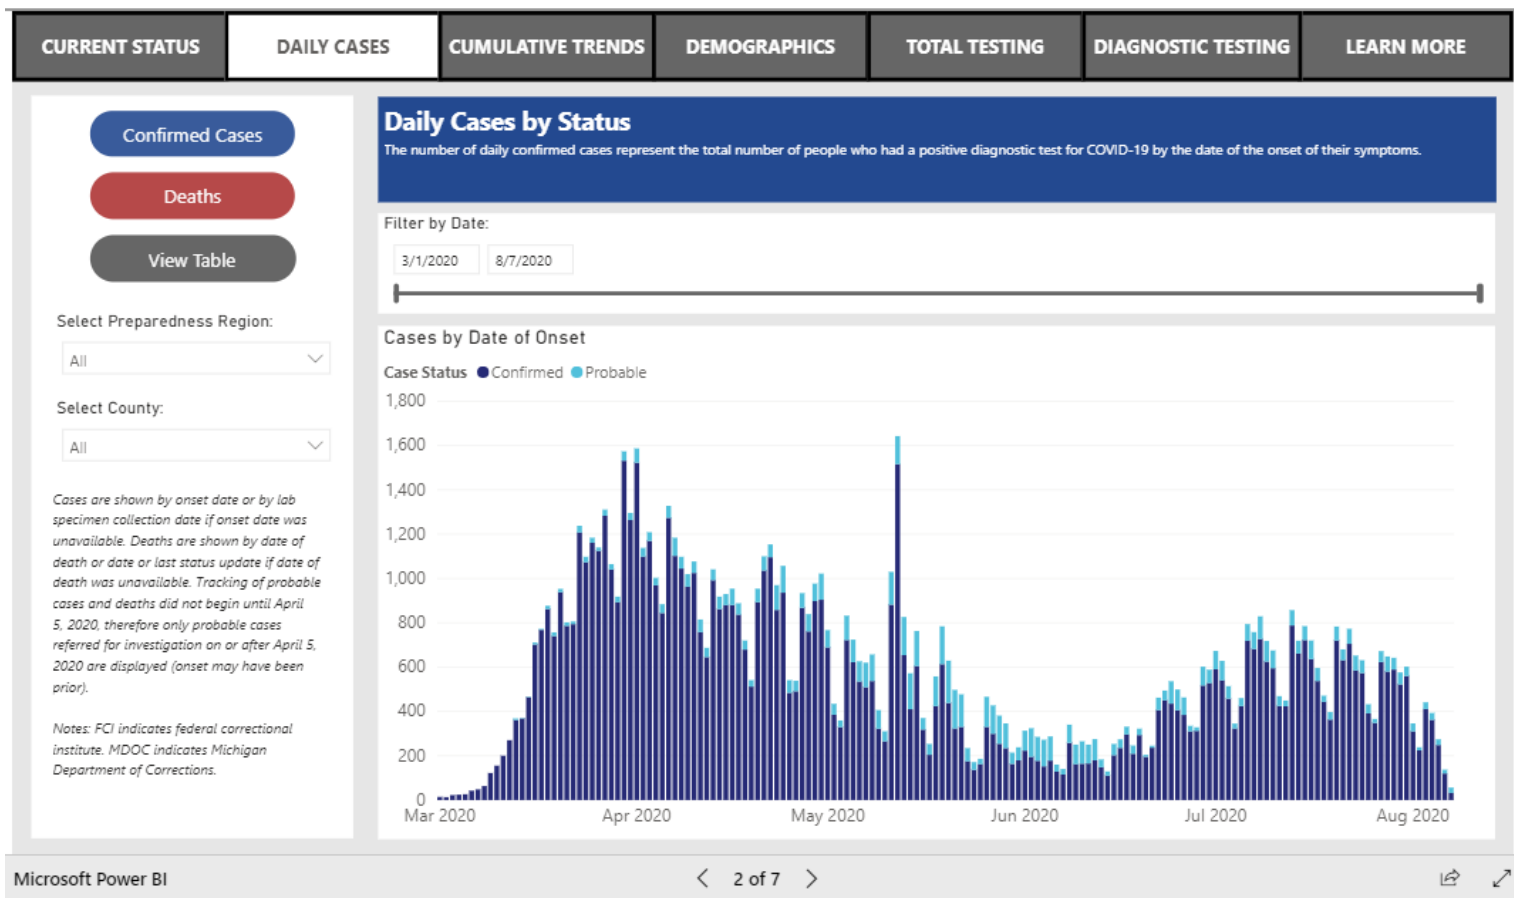 CURRENT STATUS
DAILY CASES
CUMULATIVE TRENDS
DEMOGRAPHICS
TOTAL TESTING
DIAGNOSTIC TESTING
LEARN MORE
Confirmed Cases
Deaths
View Table
Select Preparedness Region:
All
Select County:
All
Cases are shown by onset date or by lab
specimen collection date if onset date was
unavailable. Deaths are shown by date of
death or date or last status update if date of
death was unavailable. Tracking of probable
cases and deaths did not begin until April
5, 2020, therefore only probable cases
referred for investigation on or after April 5,
2020 are displayed (onset may have been
prior).
Notes: FCI indicates federal correctional
institute. MDOC indicates Michigan
Department of Corrections.
Daily Cases by Status
The number of daily confirmed cases represent the total number of people who had a positive diagnostic test for COVID-19 by the date of the onset of their symptoms.
Filter by Date:
3/1/2020 8/7/2020
Cases by Date of Onset
Case Status Confirmed Probable
1,800
1,600
1,400
1,200
1,000
800
600
400
200
0
Mar 2020 Apr 2020 May 2020 Jun 2020 Jul 2020 Aug 2020
Microsoft Power BI
2 of 7